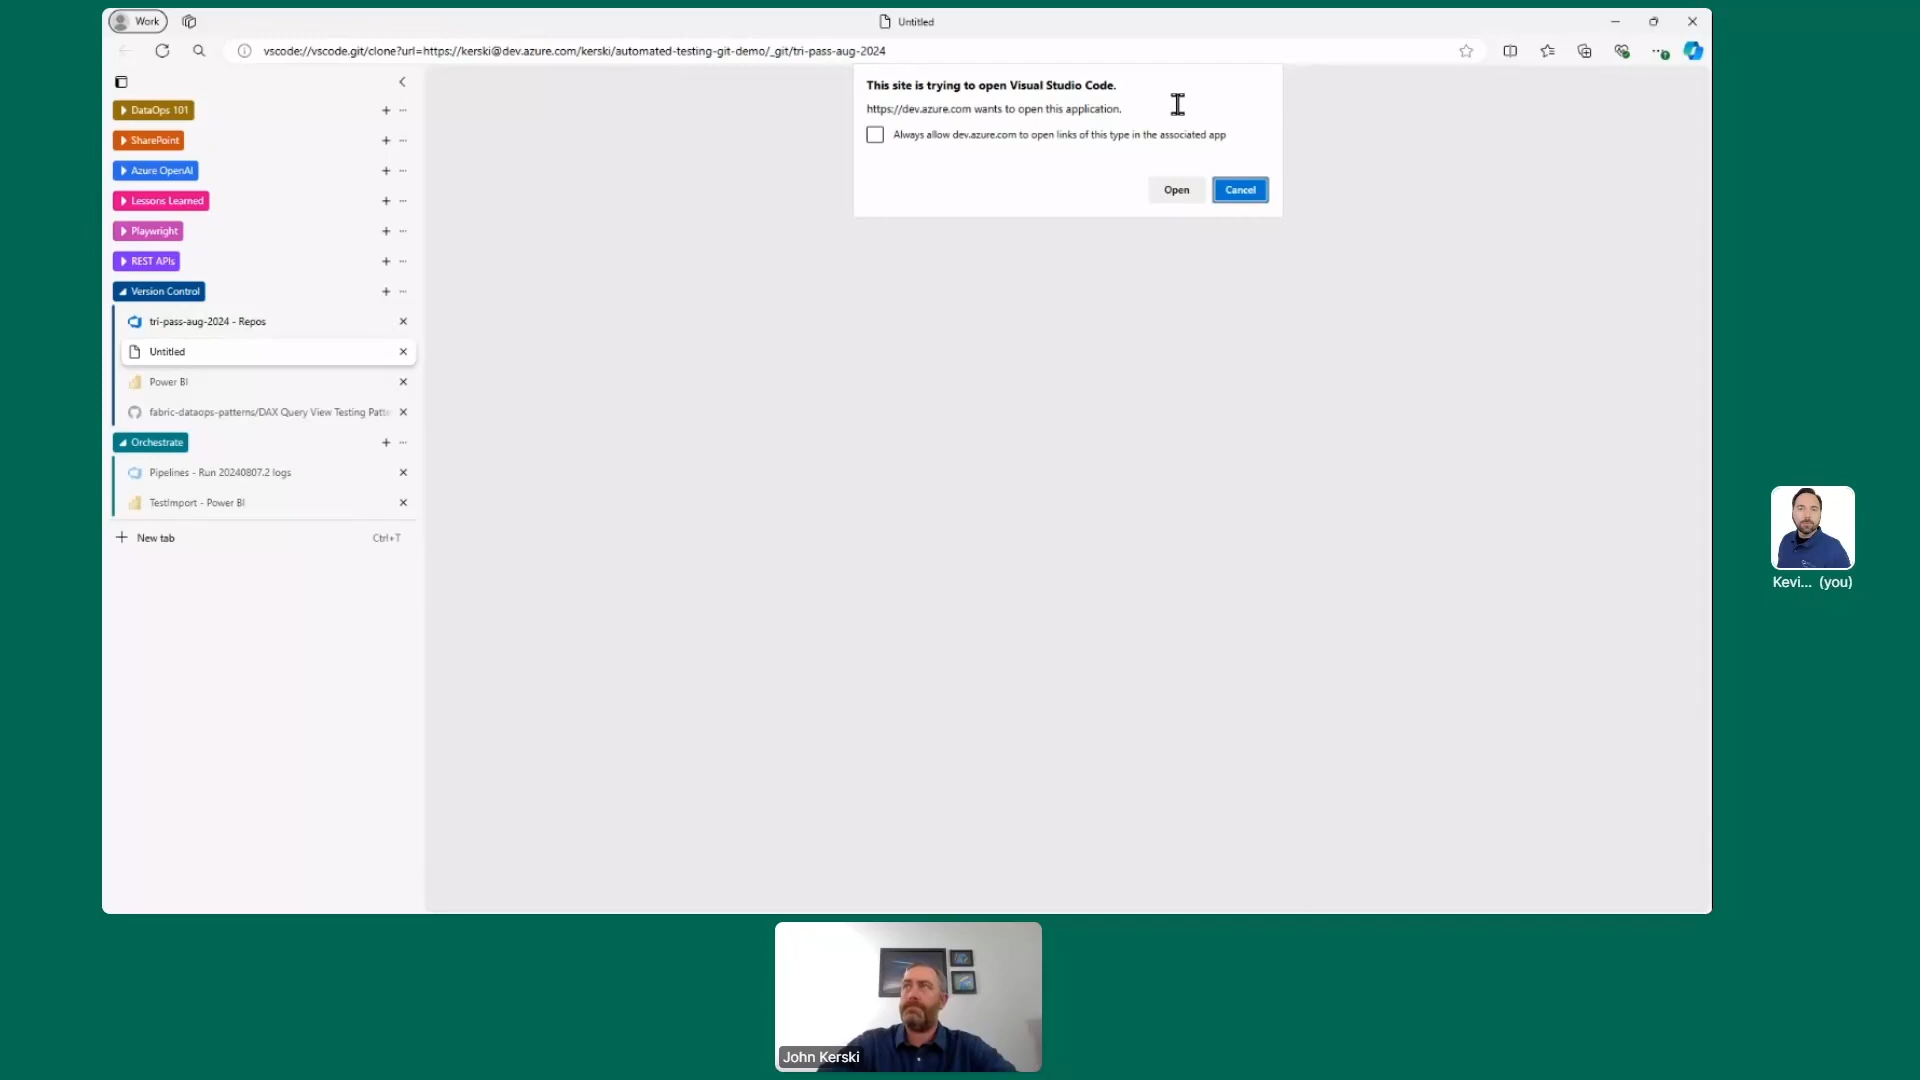 Work
Untitled
vscode://vscode.git/clone?url=https://kerski@dev.azure.com/kerski/automated-testing-git-demo/_git/tri-pass-aug-2024
This site is trying to open Visual Studio Code.
https://dev.azure.com wants to open this application.
Always allow dev.azure.com to open links of this type in the associated app
Open
Cancel
DataOps 101
SharePoint
Azure OpenAI
Lessons Learned
Playwright
REST APIs
Version Control
tri-pass-aug-2024 - Repos
Untitled
Power BI
fabric-dataops-patterns/DAX Query View Testing Patte
Orchestrate
Pipelines - Run 20240807.2 logs
TestImport - Power BI
New tab
Ctrl+T
Kevi... (you)
John Kerski